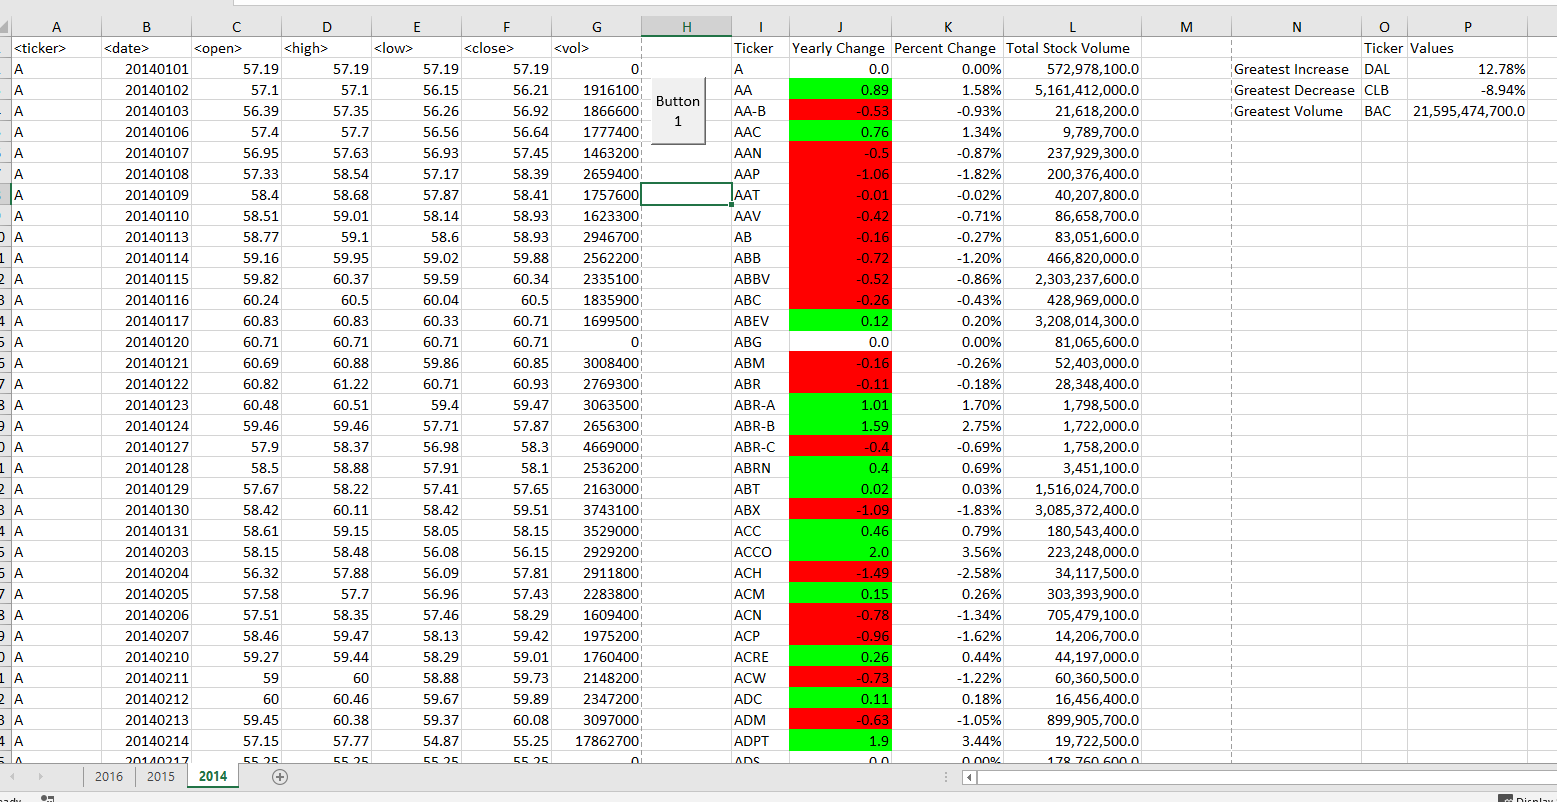 A B C D E F G H I J K L M N O P
<ticker> <date> <open> <high> <low> <close> <vol> Ticker Yearly Change Percent Change Total Stock Volume Ticker Values
A 20140101 57.19 57.19 57.19 57.19 0 A 0.0 0.00% 572,978,100.0 Greatest Increase DAL 12.78%
A 20140102 57.1 57.1 56.15 56.21 1916100 AA 0.89 1.58% 5,161,412,000.0 Greatest Decrease CLB -8.94%
Button
A 20140103 56.39 57.35 56.26 56.92 1866600 AA-B -0.53 -0.93% 21,618,200.0 Greatest Volume BAC 21,595,474,700.0
1
A 20140106 57.4 57.7 56.56 56.64 1777400 AAC 0.76 1.34% 9,789,700.0
A 20140107 56.95 57.63 56.93 57.45 1463200 AAN -0.5 -0.87% 237,929,300.0
A 20140108 57.33 58.54 57.17 58.39 2659400 AAP -1.06 -1.82% 200,376,400.0
A 20140109 58.4 58.68 57.87 58.41 1757600 AAT -0.01 -0.02% 40,207,800.0
A 20140110 58.51 59.01 58.14 58.93 1623300 AAV -0.42 -0.71% 86,658,700.0
A 20140113 58.77 59.1 58.6 58.93 2946700 AB -0.16 -0.27% 83,051,600.0
A 20140114 59.16 59.95 59.02 59.88 2562200 ABB -0.72 -1.20% 466,820,000.0
A 20140115 59.82 60.37 59.59 60.34 2335100 ABBV -0.52 -0.86% 2,303,237,600.0
A 20140116 60.24 60.5 60.04 60.5 1835900 ABC -0.26 -0.43% 428,969,000.0
A 20140117 60.83 60.83 60.33 60.71 1699500 ABEV 0.12 0.20% 3,208,014,300.0
A 20140120 60.71 60.71 60.71 60.71 0 ABG 0.0 0.00% 81,065,600.0
A 20140121 60.69 60.88 59.86 60.85 3008400 ABM -0.16 -0.26% 52,403,000.0
A 20140122 60.82 61.22 60.71 60.93 2769300 ABR -0.11 -0.18% 28,348,400.0
A 20140123 60.48 60.51 59.4 59.47 3063500 ABR-A 1.01 1.70% 1,798,500.0
A 20140124 59.46 59.46 57.71 57.87 2656300 ABR-B 1.59 2.75% 1,722,000.0
A 20140127 57.9 58.37 56.98 58.3 4669000 ABR-C -0.4 -0.69% 1,758,200.0
A 20140128 58.5 58.88 57.91 58.1 2536200 ABRN 0.4 0.69% 3,451,100.0
A 20140129 57.67 58.22 57.41 57.65 2163000 ABT 0.02 0.03% 1,516,024,700.0
A 20140130 58.42 60.11 58.42 59.51 3743100 ABX -1.09 -1.83% 3,085,372,400.0
A 20140131 58.61 59.15 58.05 58.15 3529000 ACC 0.46 0.79% 180,543,400.0
A 20140203 58.15 58.48 56.08 56.15 2929200 ACCO 2.0 3.56% 223,248,000.0
A 20140204 56.32 57.88 56.09 57.81 2911800 ACH -1.49 -2.58% 34,117,500.0
A 20140205 57.58 57.7 56.96 57.43 2283800 ACM 0.15 0.26% 303,393,900.0
A 20140206 57.51 58.35 57.46 58.29 1609400 ACN -0.78 -1.34% 705,479,100.0
A 20140207 58.46 59.47 58.13 59.42 1975200 ACP -0.96 -1.62% 14,206,700.0
A 20140210 59.27 59.44 58.29 59.01 1760400 ACRE 0.26 0.44% 44,197,000.0
A 20140211 59 60 58.88 59.73 2148200 ACW -0.73 -1.22% 60,360,500.0
A 20140212 60 60.46 59.67 59.89 2347200 ADC 0.11 0.18% 16,456,400.0
A 20140213 59.45 60.38 59.37 60.08 3097000 ADM -0.63 -1.05% 899,905,700.0
A 20140214 57.15 57.77 54.87 55.25 17862700 ADPT 1.9 3.44% 19,722,500.0
A 20140217 55.25 55.25 55.25 55.25 0 ADS 0.0 0.00% 178,760,600.0
2016 2015 2014